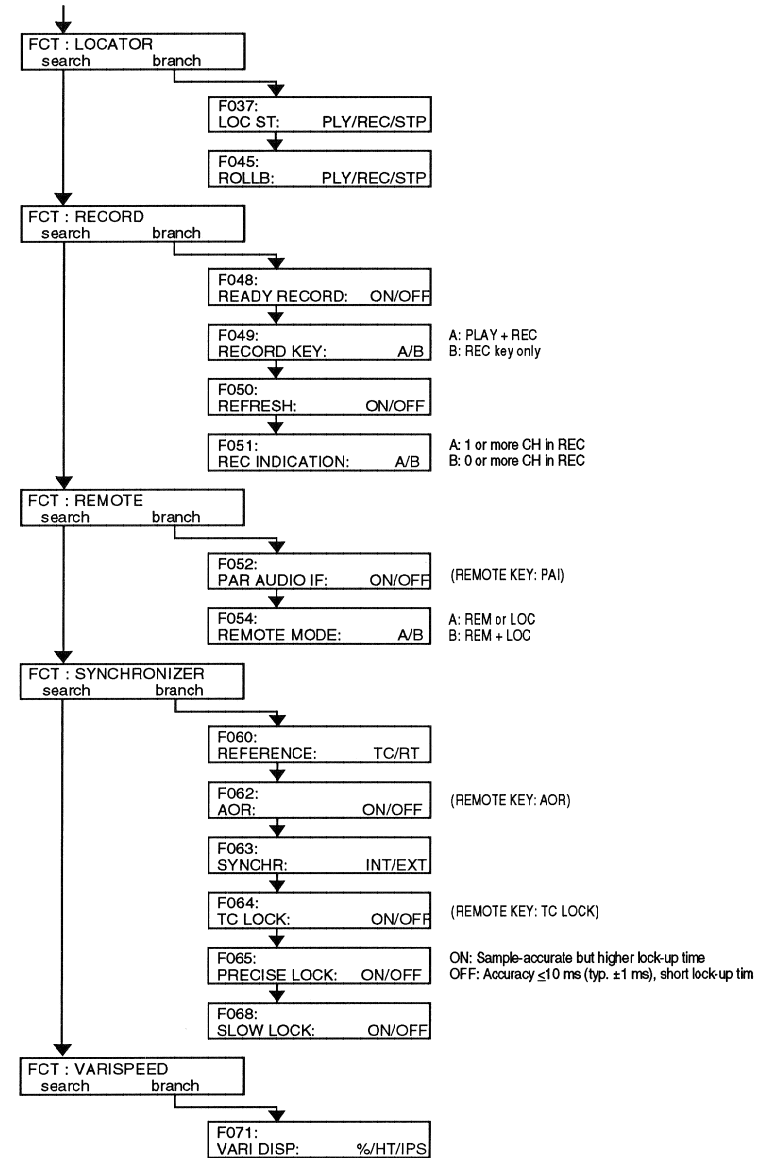 FCT : LOCATOR
search branch
F037:
LOC ST: PLY/REC/STP
F045:
ROLLB: PLY/REC/STP
FCT : RECORD
search branch
F048:
READY RECORD: ON/OFF
F049:
RECORD KEY: A/B
A: PLAY + REC
B: REC key only
F050:
REFRESH: ON/OFF
F051:
REC INDICATION: A/B
A: 1 or more CH in REC
B: 0 or more CH in REC
FCT : REMOTE
search branch
F052:
PAR AUDIO IF: ON/OFF
(REMOTE KEY: PAI)
F054:
REMOTE MODE: A/B
A: REM or LOC
B: REM + LOC
FCT : SYNCHRONIZER
search branch
F060:
REFERENCE: TC/RT
F062:
AOR: ON/OFF
(REMOTE KEY: AOR)
F063:
SYNCHR: INT/EXT
F064:
TC LOCK: ON/OFF
(REMOTE KEY: TC LOCK)
F065:
PRECISE LOCK: ON/OFF
ON: Sample-accurate but higher lock-up time
OFF: Accuracy ≤10 ms (typ. ±1 ms), short lock-up tim
F068:
SLOW LOCK: ON/OFF
FCT : VARISPEED
search branch
F071:
VARI DISP: %/HT/IPS